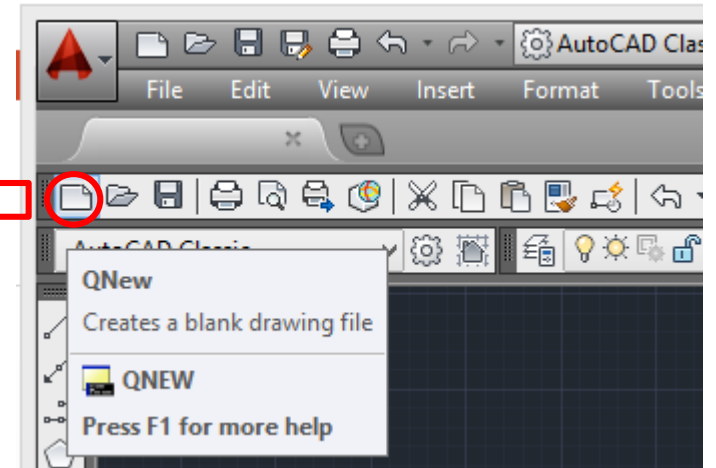 AutoCAD Clas
File Edit View Insert Format Tools
AutoCAD Classic
QNew
Creates a blank drawing file
QNEW
Press F1 for more help